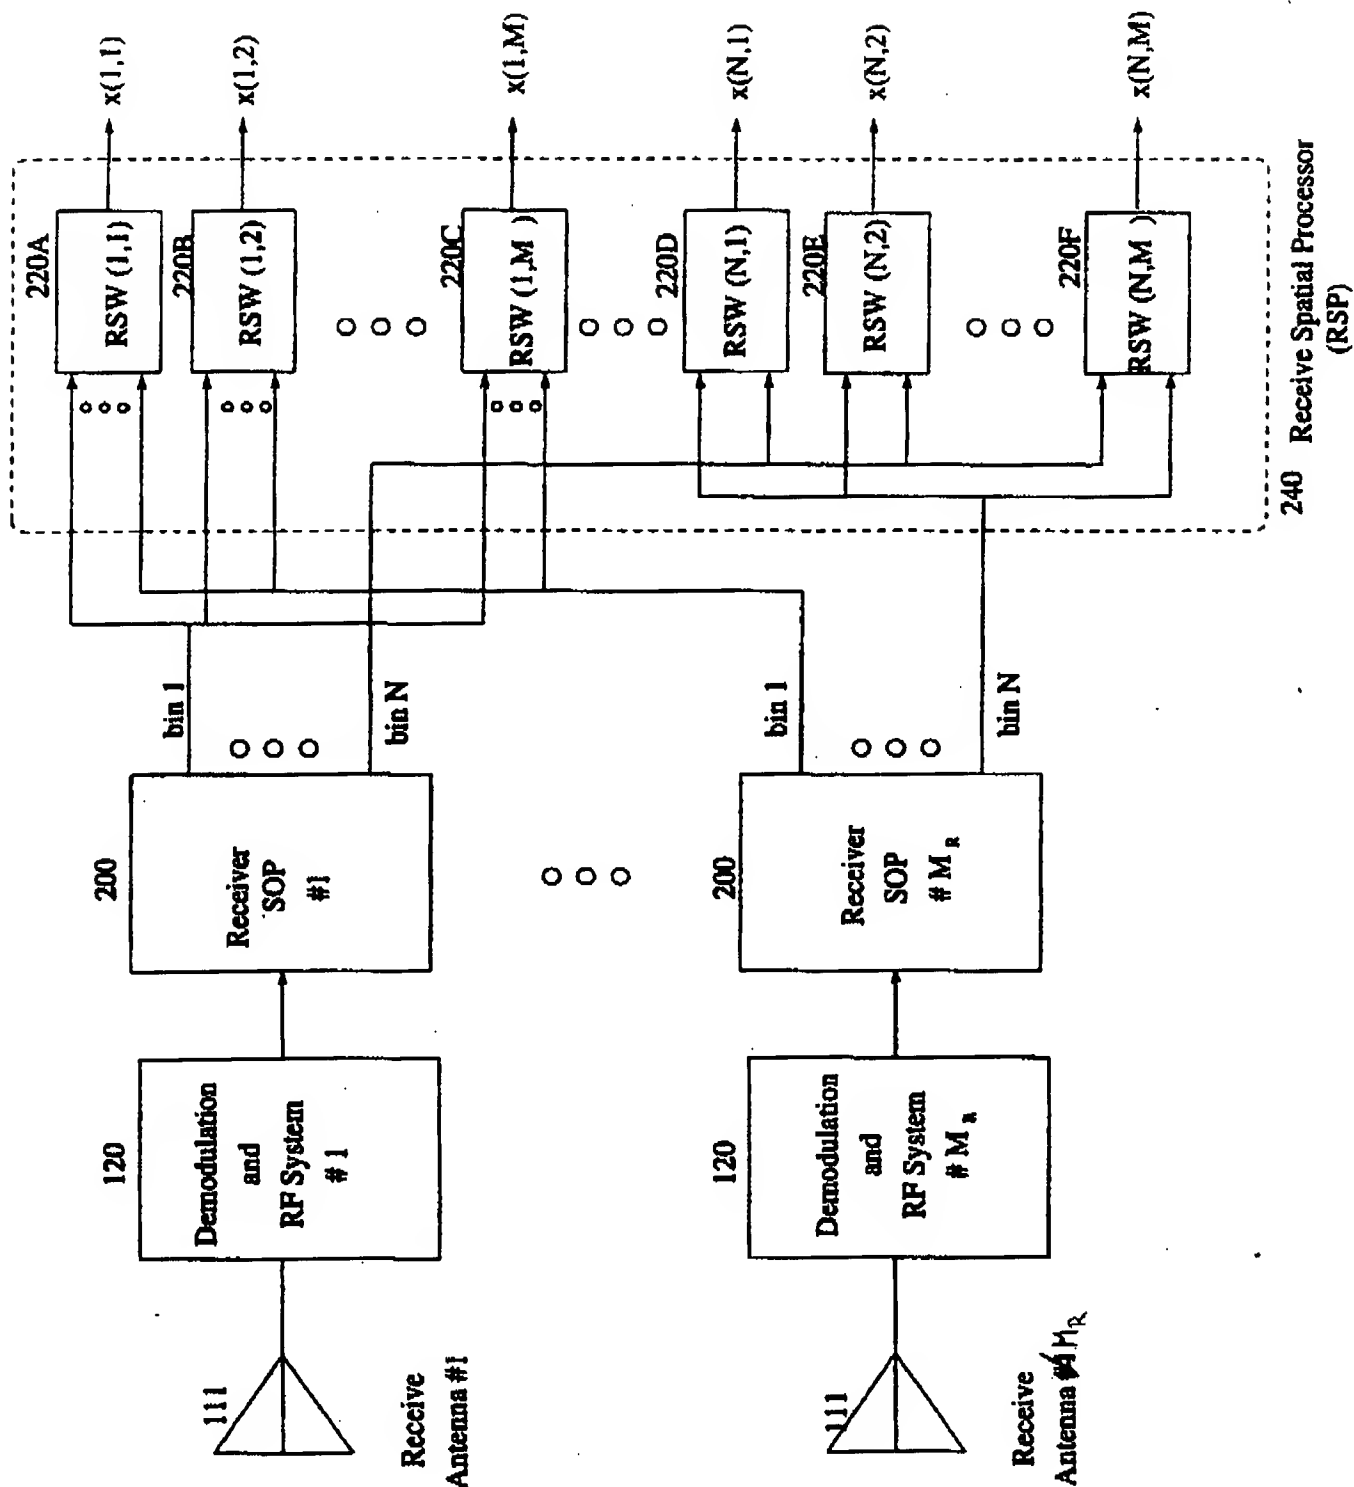 111
Receive
Antenna #1
120
Demodulation
and
RF System
# 1
200
Receiver
SOP
#1
bin 1
bin N
111
Receive
Antenna # M R
120
Demodulation
and
RF System
# M R
200
Receiver
SOP
# M R
bin 1
bin N
220A
RSW (1,1)
x(1,1)
220B
RSW (1,2)
x(1,2)
220C
RSW (1,M )
x(1,M)
220D
RSW (N,1)
x(N,1)
220E
RSW (N,2)
x(N,2)
220F
RSW (N,M )
x(N,M)
240
Receive Spatial Processor
(RSP)